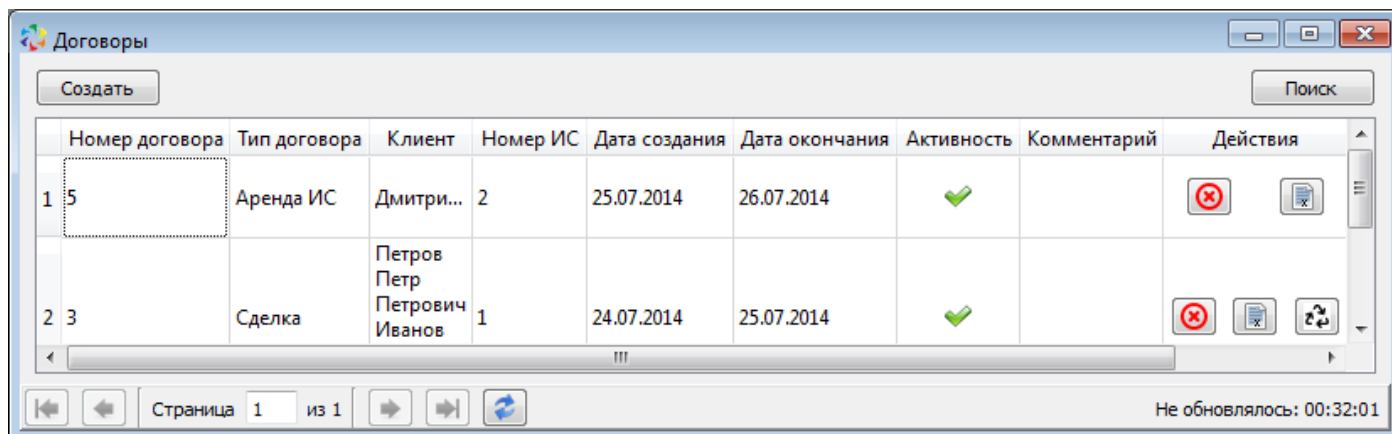 Договоры
Создать Поиск
Номер договора Тип договора Клиент Номер ИС Дата создания Дата окончания Активность Комментарий Действия
1 5 Аренда ИС Дмитри... 2 25.07.2014 26.07.2014
Петров
Петр
Петрович
Иванов
2 3 Сделка 1 24.07.2014 25.07.2014
Страница 1 из 1 Не обновлялось: 00:32:01